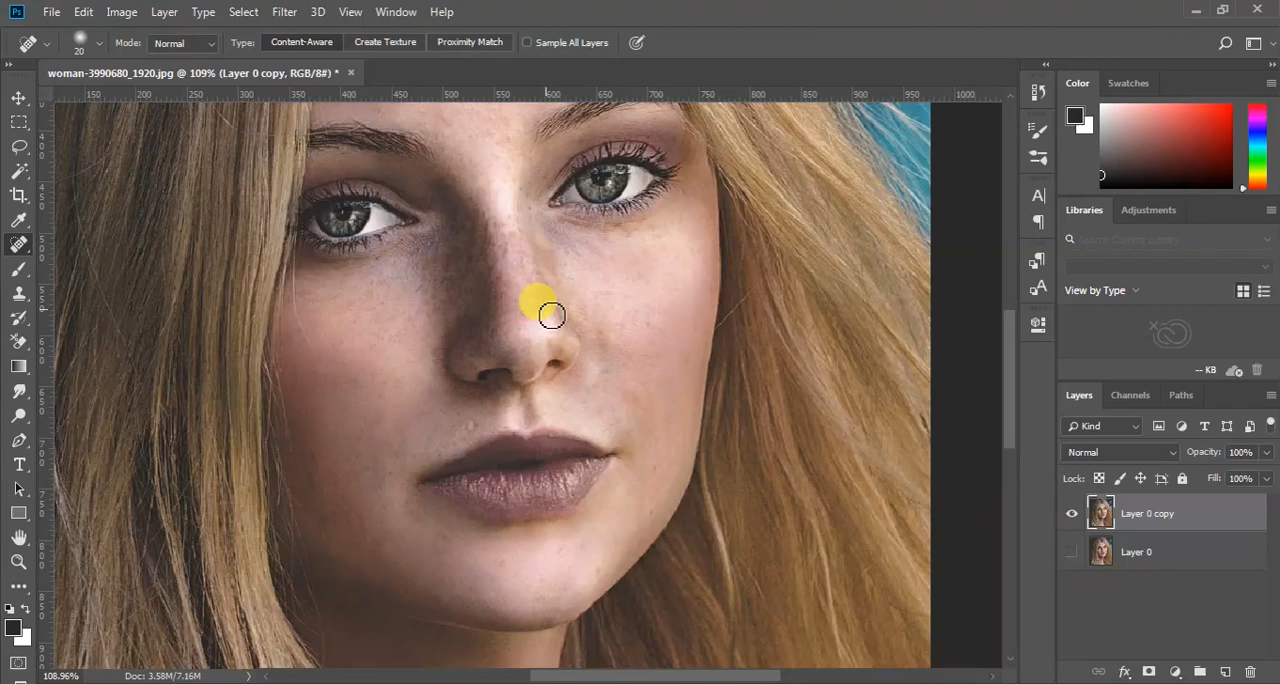 Ps File Edit Image Layer Type Select Filter 3D View Window Help
20 Mode: Normal Type: Content-Aware Create Texture Proximity Match Sample All Layers
woman-3990680_1920.jpg @ 109% (Layer 0 copy, RGB/8#) * ×
150 200 250 300 350 400 450 500 550 600 650 700 750 800 850 900 950 1000
Color Swatches
Libraries Adjustments
Search Current Library
View by Type
-- KB
Layers Channels Paths
Kind
Normal Opacity: 100%
Lock: Fill: 100%
Layer 0 copy
Layer 0
108.96% Doc: 3.58M/7.16M